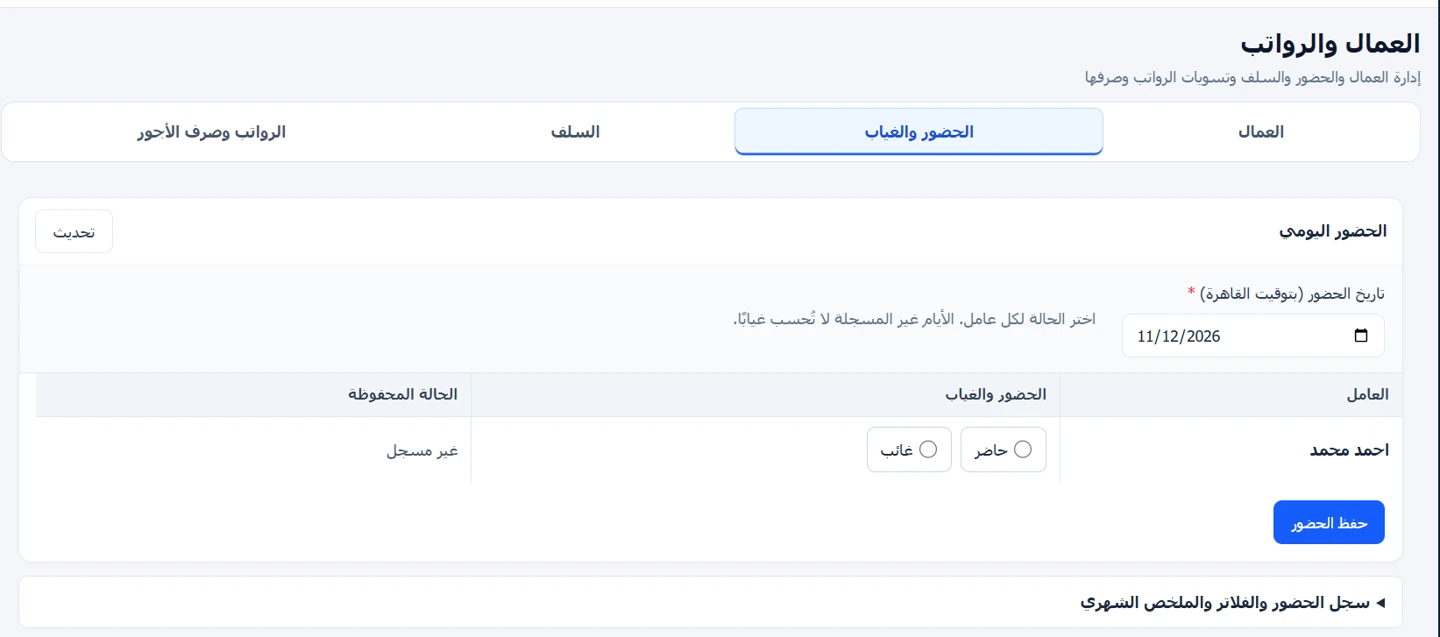 العمال والرواتب
إدارة العمال والحضور والسلف وتسويات الرواتب وصرفها
العمال
الحضور والغياب
السلف
الرواتب وصرف الأجور
الحضور اليومي
تحديث
تاريخ الحضور (بتوقيت القاهرة) *
11/12/2026
اختر الحالة لكل عامل. الأيام غير المسجلة لا تُحسب غيابًا.
العامل
الحضور والغياب
الحالة المحفوظة
احمد محمد
حاضر
غائب
غير مسجل
حفظ الحضور
سجل الحضور والفلاتر والملخص الشهري